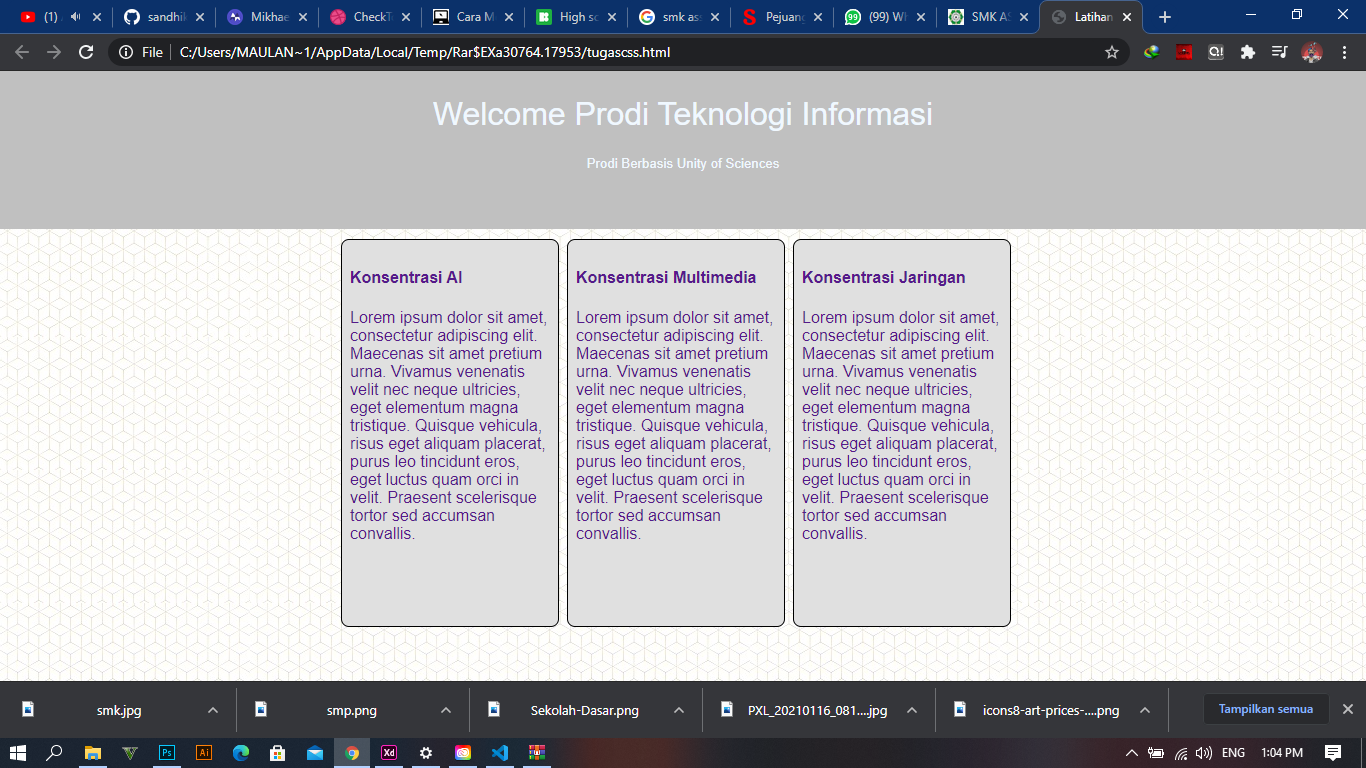 (1)
sandhik
Mikhae
CheckT
Cara M
High sc
smk ass
Pejuang
(99) Wh
SMK AS
Latihan
File
C:/Users/MAULAN~1/AppData/Local/Temp/Rar$EXa30764.17953/tugascss.html
Welcome Prodi Teknologi Informasi
Prodi Berbasis Unity of Sciences
Konsentrasi AI
Lorem ipsum dolor sit amet,
consectetur adipiscing elit.
Maecenas sit amet pretium
urna. Vivamus venenatis
velit nec neque ultricies,
eget elementum magna
tristique. Quisque vehicula,
risus eget aliquam placerat,
purus leo tincidunt eros,
eget luctus quam orci in
velit. Praesent scelerisque
tortor sed accumsan
convallis.
Konsentrasi Multimedia
Lorem ipsum dolor sit amet,
consectetur adipiscing elit.
Maecenas sit amet pretium
urna. Vivamus venenatis
velit nec neque ultricies,
eget elementum magna
tristique. Quisque vehicula,
risus eget aliquam placerat,
purus leo tincidunt eros,
eget luctus quam orci in
velit. Praesent scelerisque
tortor sed accumsan
convallis.
Konsentrasi Jaringan
Lorem ipsum dolor sit amet,
consectetur adipiscing elit.
Maecenas sit amet pretium
urna. Vivamus venenatis
velit nec neque ultricies,
eget elementum magna
tristique. Quisque vehicula,
risus eget aliquam placerat,
purus leo tincidunt eros,
eget luctus quam orci in
velit. Praesent scelerisque
tortor sed accumsan
convallis.
smk.jpg
smp.png
Sekolah-Dasar.png
PXL_20210116_081....jpg
icons8-art-prices-....png
Tampilkan semua
Ps
Ai
Xd
ENG
1:04 PM